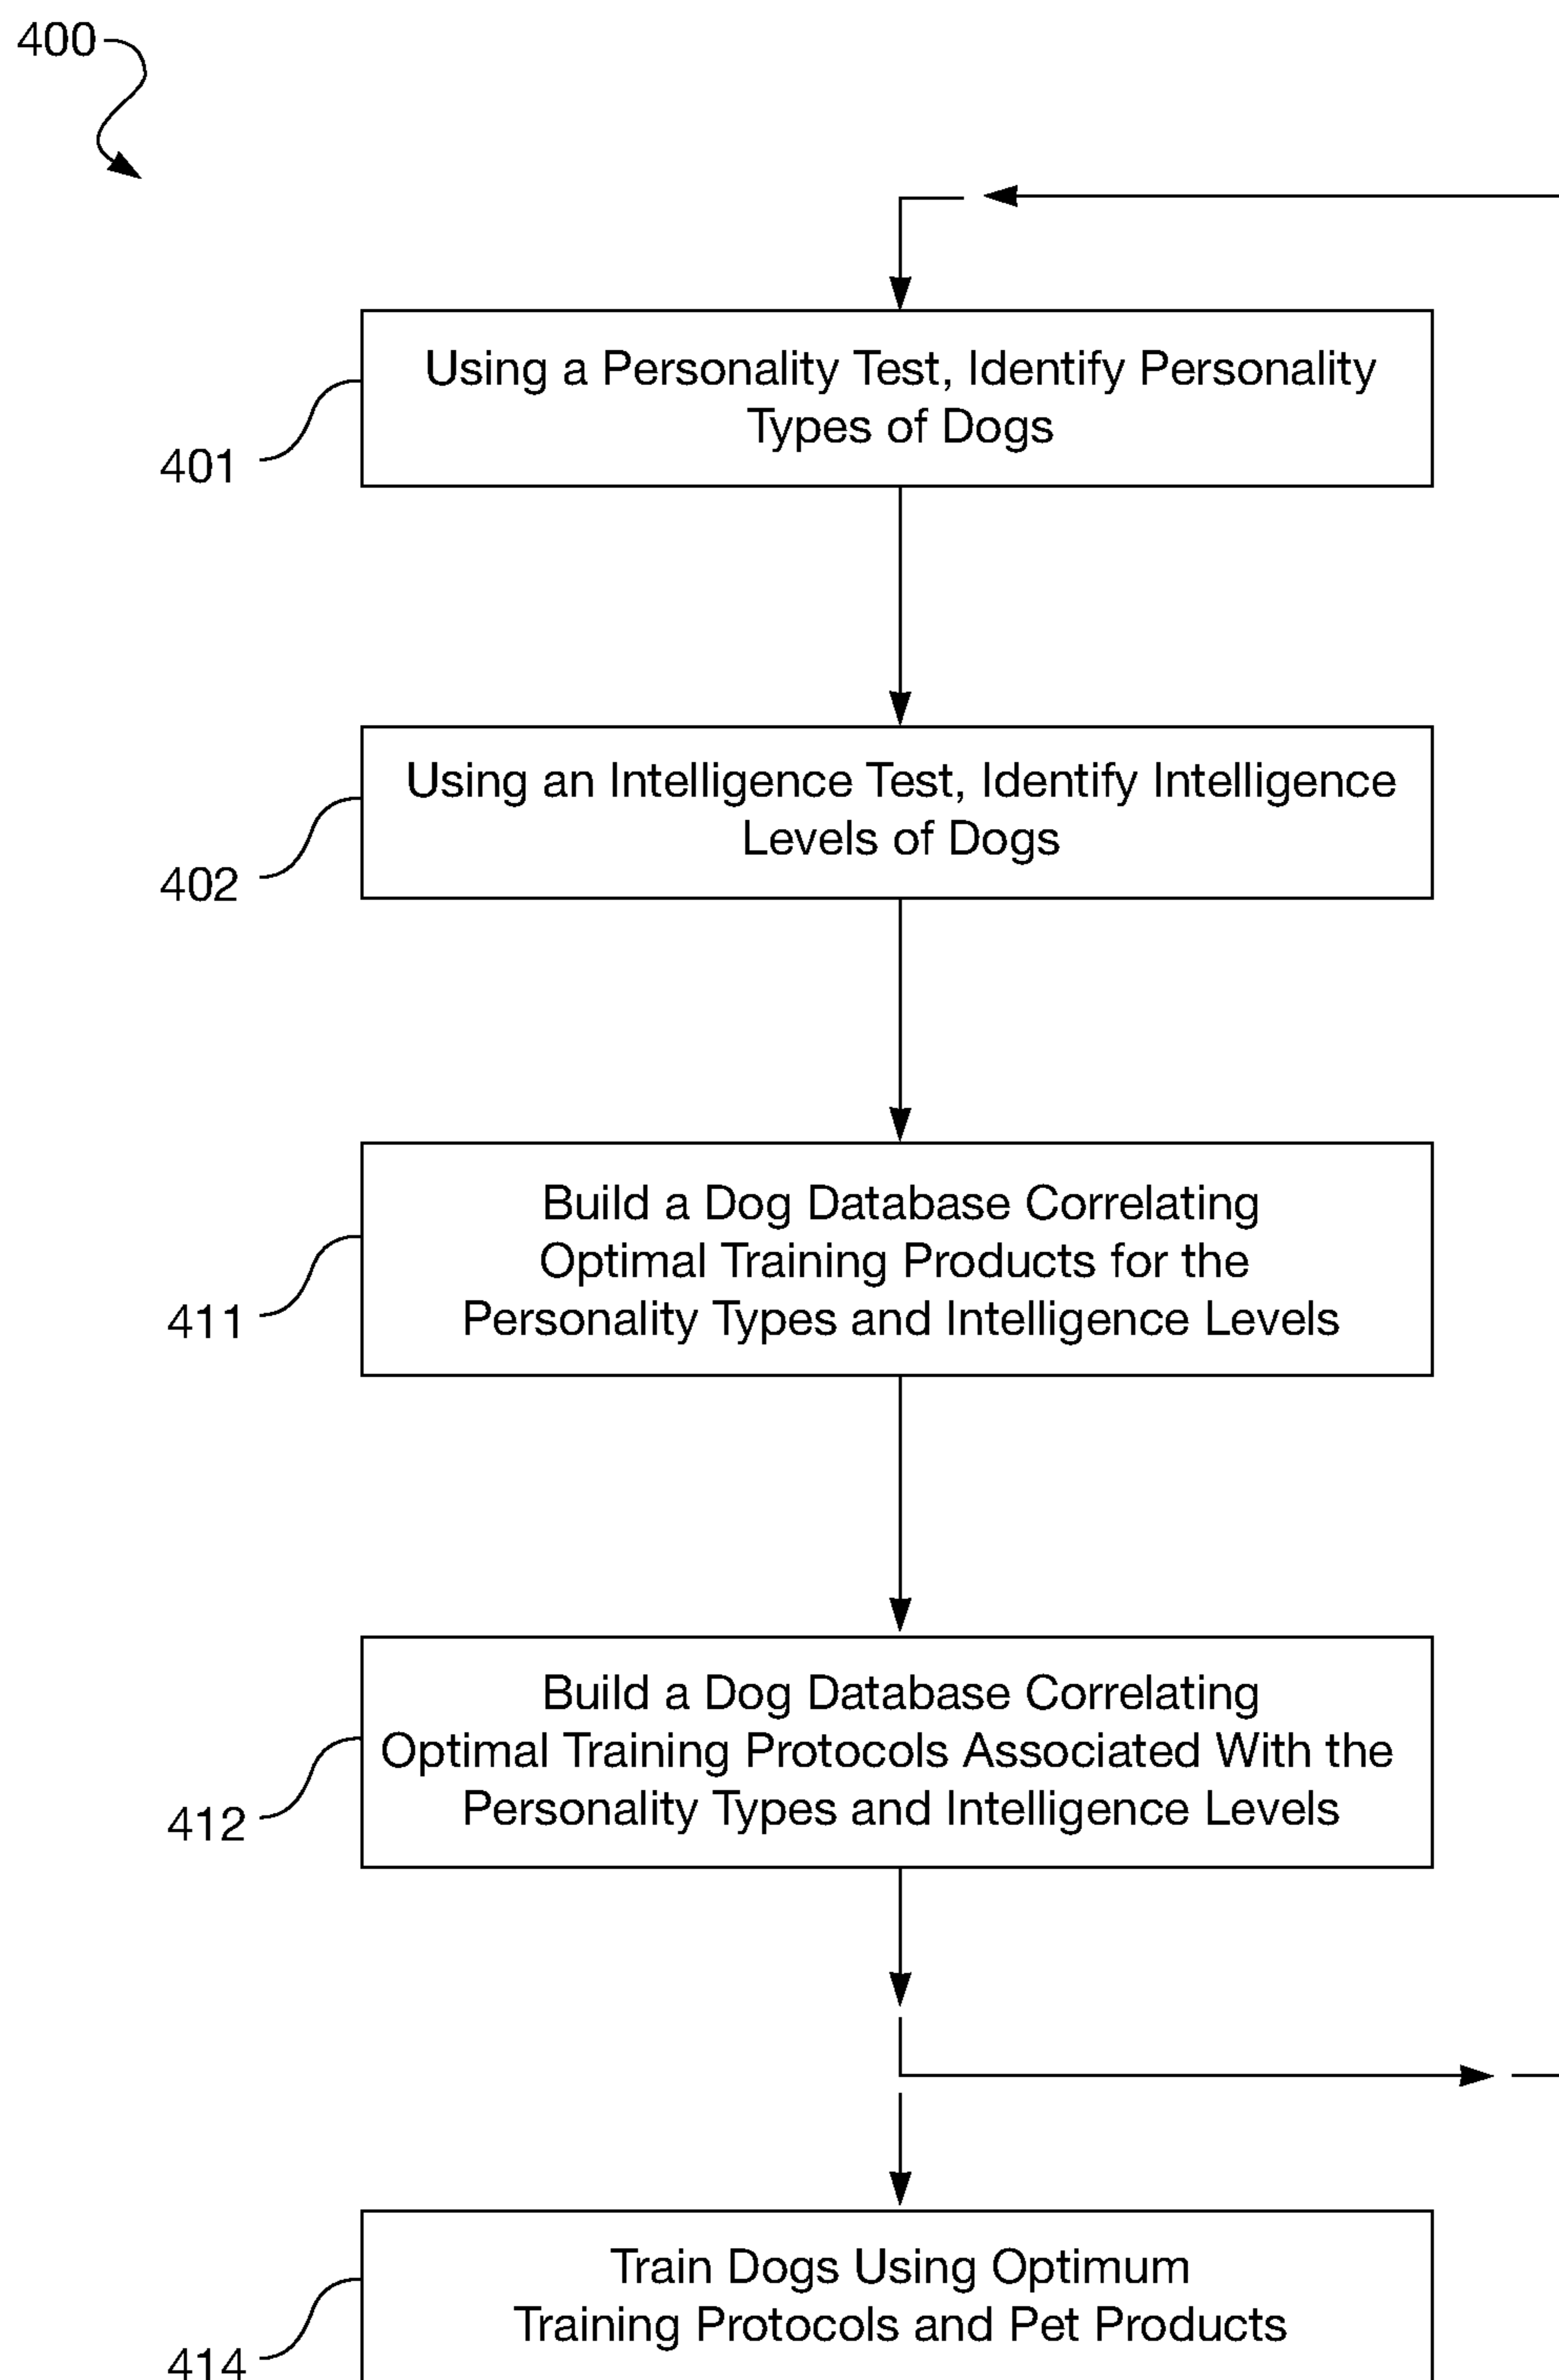 400
Using a Personality Test, Identify Personality
Types of Dogs
401
Using an Intelligence Test, Identify Intelligence
Levels of Dogs
402
Build a Dog Database Correlating
Optimal Training Products for the
Personality Types and Intelligence Levels
411
Build a Dog Database Correlating
Optimal Training Protocols Associated With the
Personality Types and Intelligence Levels
412
Train Dogs Using Optimum
Training Protocols and Pet Products
414